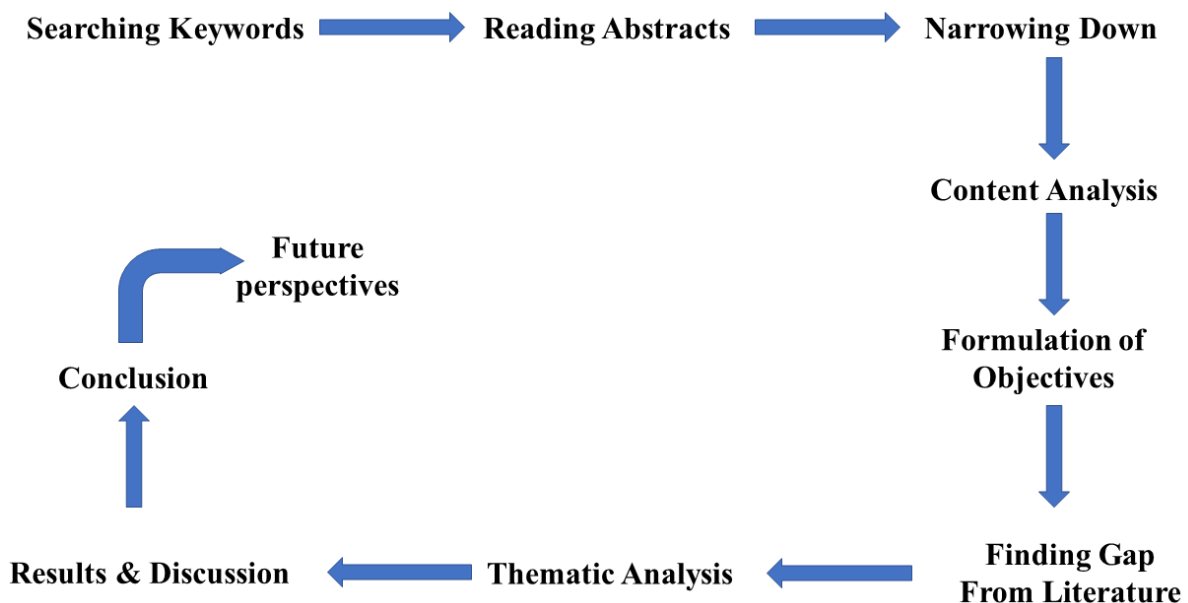 Searching Keywords
Reading Abstracts
Narrowing Down
Content Analysis
Formulation of
Objectives
Finding Gap
From Literature
Thematic Analysis
Results & Discussion
Conclusion
Future
perspectives